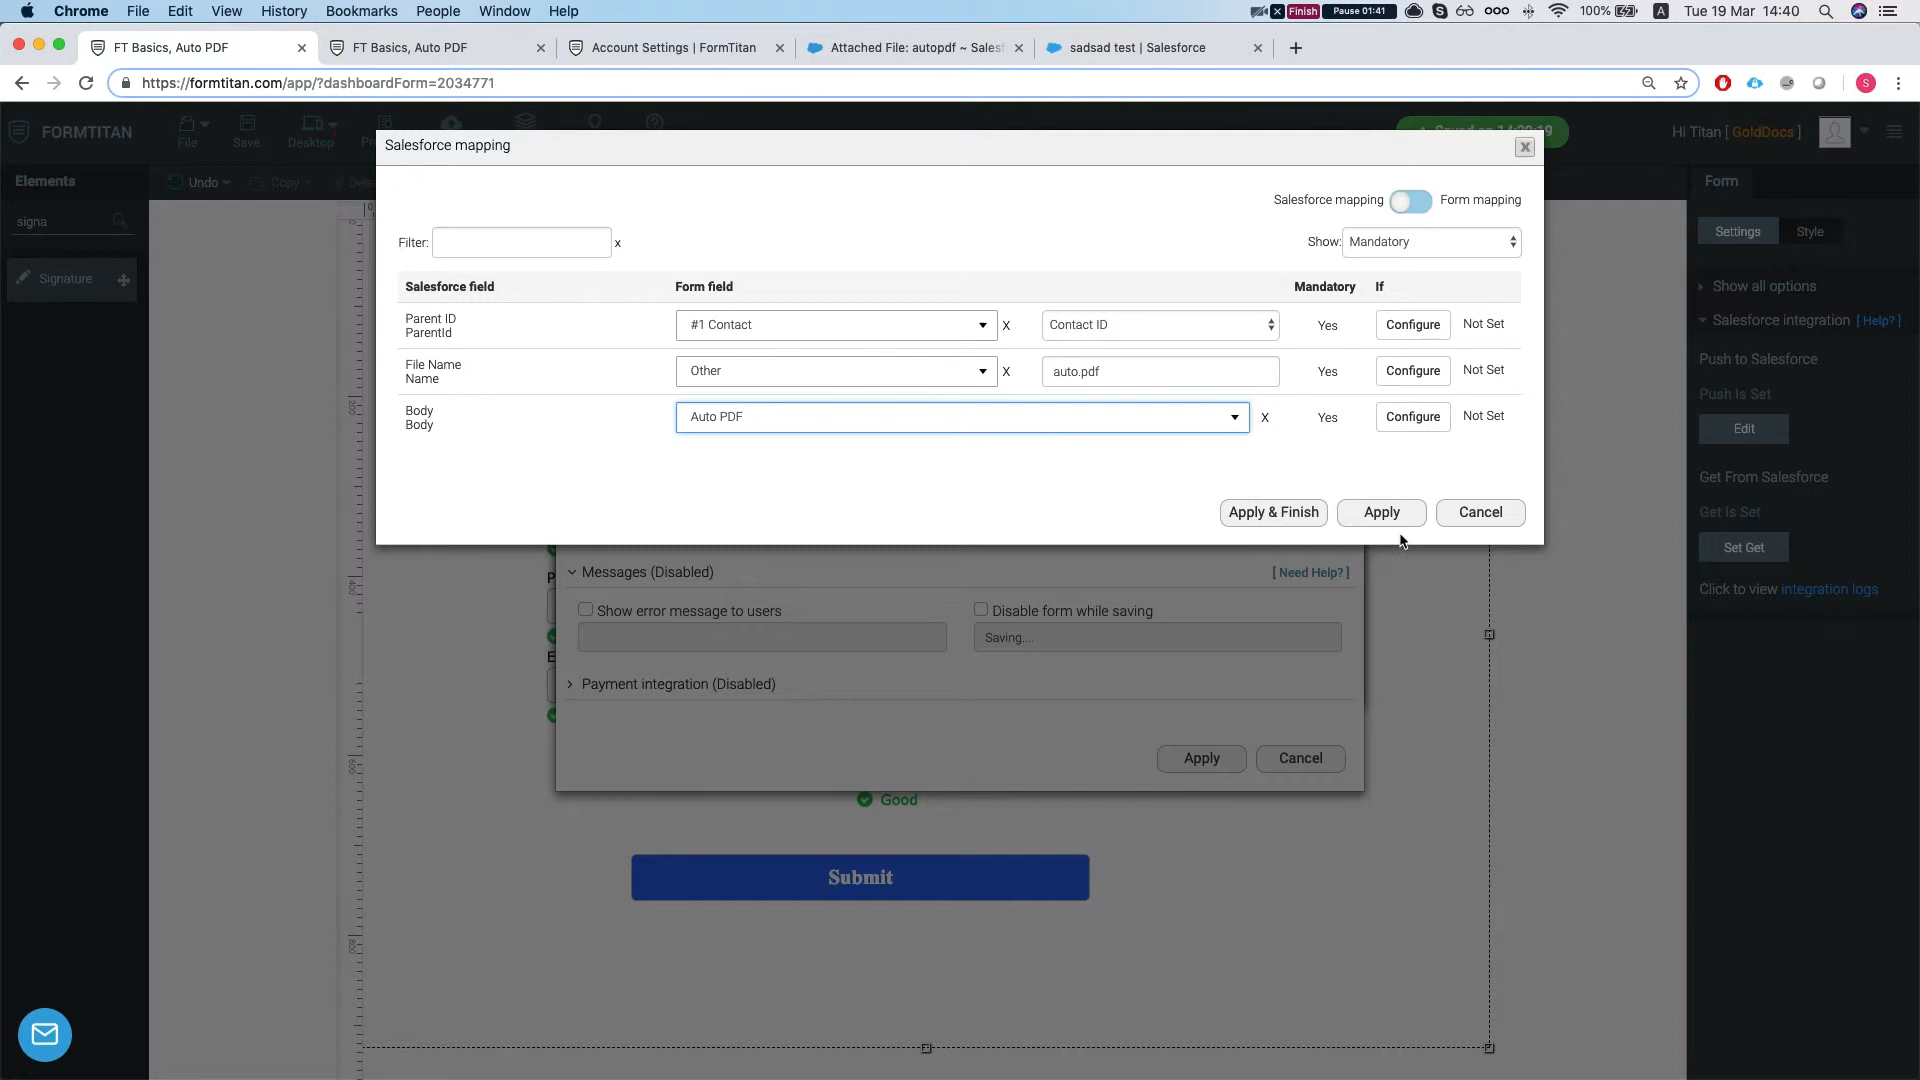 Chrome File Edit View History Bookmarks People Window Help
Finish Pause 01:41 100% A Tue 19 Mar 14:40
FT Basics, Auto PDF
FT Basics, Auto PDF
Account Settings | FormTitan
Attached File: autopdf ~ Sales
sadsad test | Salesforce
https://formtitan.com/app/?dashboardForm=2034771
S
FORMTITAN
File
Save
Desktop
Hi Titan [ GoldDocs ]
Salesforce mapping
X
Elements
Undo
Copy
Form
signa
Salesforce mapping Form mapping
Settings Style
Filter: x
Show: Mandatory
Signature
Salesforce field Form field Mandatory If
Show all options
Parent ID
ParentId
#1 Contact X Contact ID Yes Configure Not Set
Salesforce integration [ Help? ]
Push to Salesforce
File Name
Name
Other X auto.pdf Yes Configure Not Set
Push Is Set
Body
Body
Auto PDF X Yes Configure Not Set
Edit
Get From Salesforce
Apply & Finish Apply Cancel
Get Is Set
Set Get
Messages (Disabled) [ Need Help? ]
Click to view integration logs
Show error message to users Disable form while saving
Saving....
Payment integration (Disabled)
Apply Cancel
Good
Submit